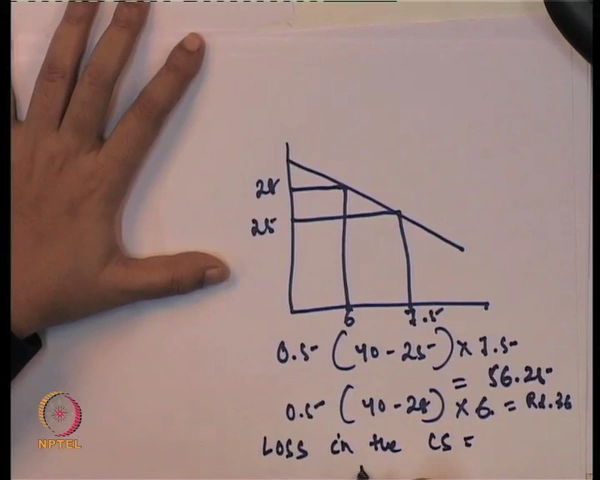 28
25
6
7.5
0.5 (40-25) × 7.5
= 56.25
0.5 (40-28) × 6. = Rs.36
Loss in the CS =
NPTEL